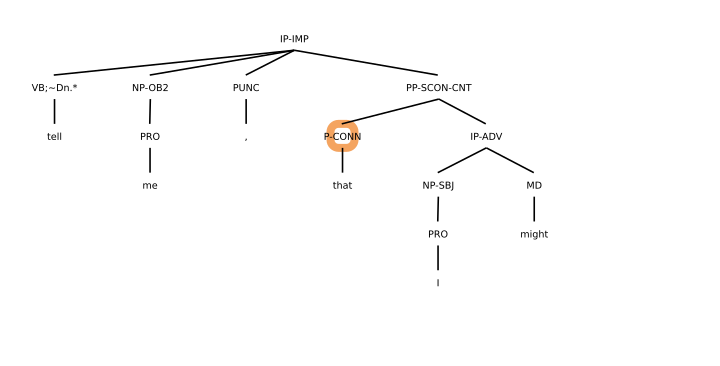 IP-IMP
VB;~Dn.* NP-OB2 PUNC PP-SCON-CNT
tell PRO , P-CONN IP-ADV
me that NP-SBJ MD
PRO might
I